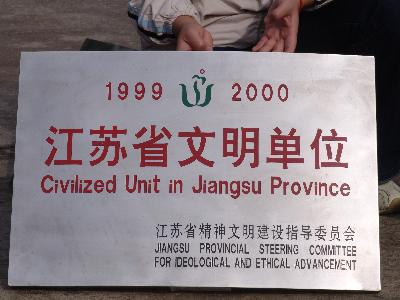 1999 2000
江苏省文明单位
Civilized Unit in Jiangsu Province
江苏省精神文明建设指导委员会
JIANGSU PROVINCIAL STEERING COMMITTEE
FOR IDEOLOGICAL AND ETHICAL ADVANCEMENT